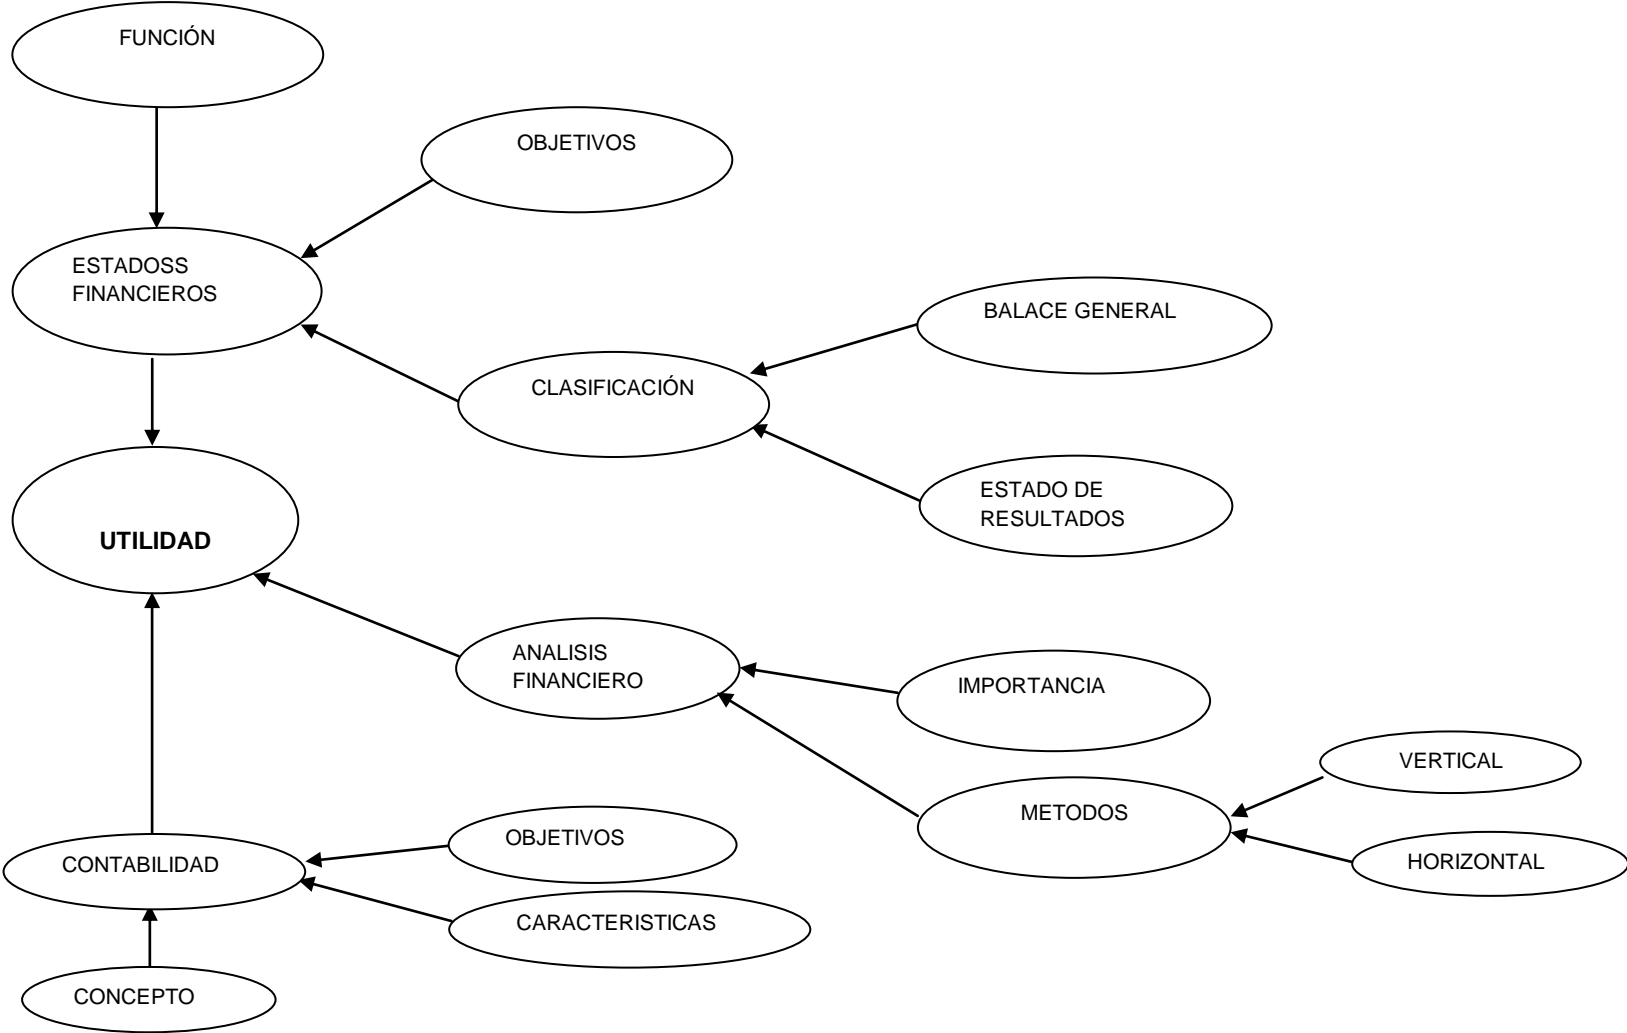 FUNCIÓN
OBJETIVOS
ESTADOSS
FINANCIEROS
BALACE GENERAL
CLASIFICACIÓN
ESTADO DE
RESULTADOS
UTILIDAD
ANALISIS
FINANCIERO
IMPORTANCIA
VERTICAL
METODOS
OBJETIVOS
CONTABILIDAD
HORIZONTAL
CARACTERISTICAS
CONCEPTO